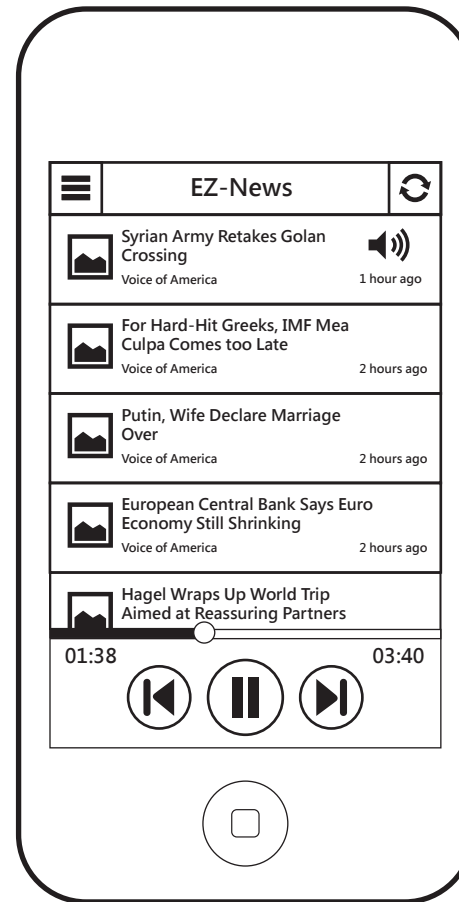 EZ-News
Syrian Army Retakes Golan
Crossing
Voice of America
1 hour ago
For Hard-Hit Greeks, IMF Mea
Culpa Comes too Late
Voice of America
2 hours ago
Putin, Wife Declare Marriage
Over
Voice of America
2 hours ago
European Central Bank Says Euro
Economy Still Shrinking
Voice of America
2 hours ago
Hagel Wraps Up World Trip
Aimed at Reassuring Partners
01:38
03:40